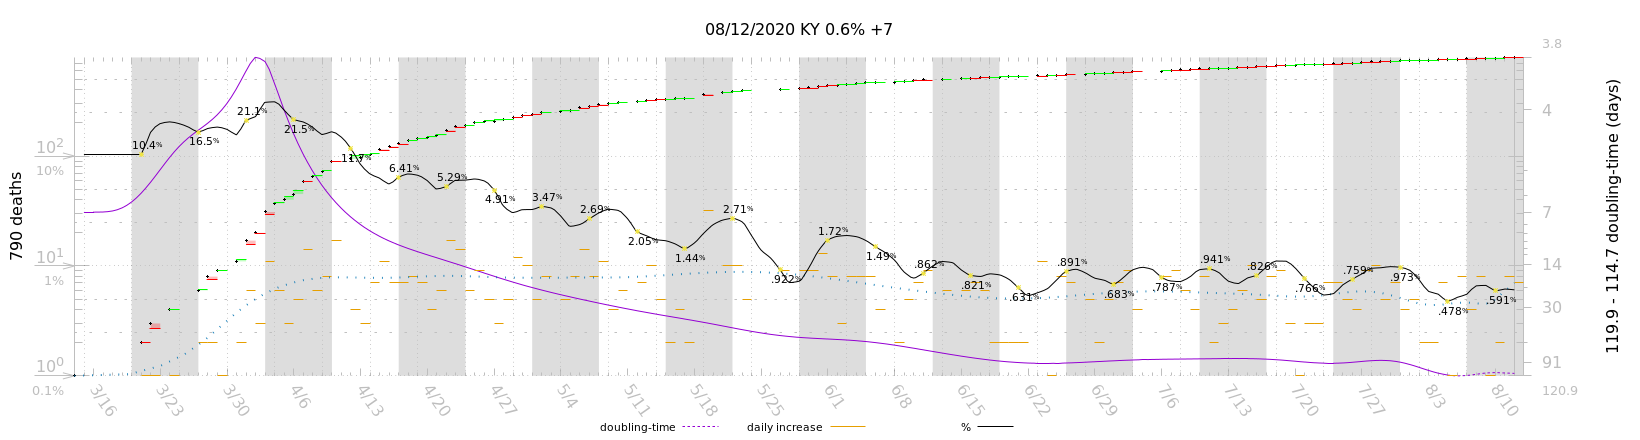 08/12/2020 KY 0.6% +7
790 deaths
10² 10¹ 10⁰
10% 1% 0.1%
10.4% 16.5% 21.1% 21.5% 11.7% 6.41% 5.29% 4.91% 3.47% 2.69% 2.05% 1.44% 2.71% .922% 1.72% 1.49% .862% .821% .631% .891% .683% .787% .941% .826% .766% .759% .973% .478% .591%
3.8
4
7
14
30
91
120.9
119.9 - 114.7 doubling-time (days)
3/16 3/23 3/30 4/6 4/13 4/20 4/27 5/4 5/11 5/18 5/25 6/1 6/8 6/15 6/22 6/29 7/6 7/13 7/20 7/27 8/3 8/10
doubling-time daily increase %